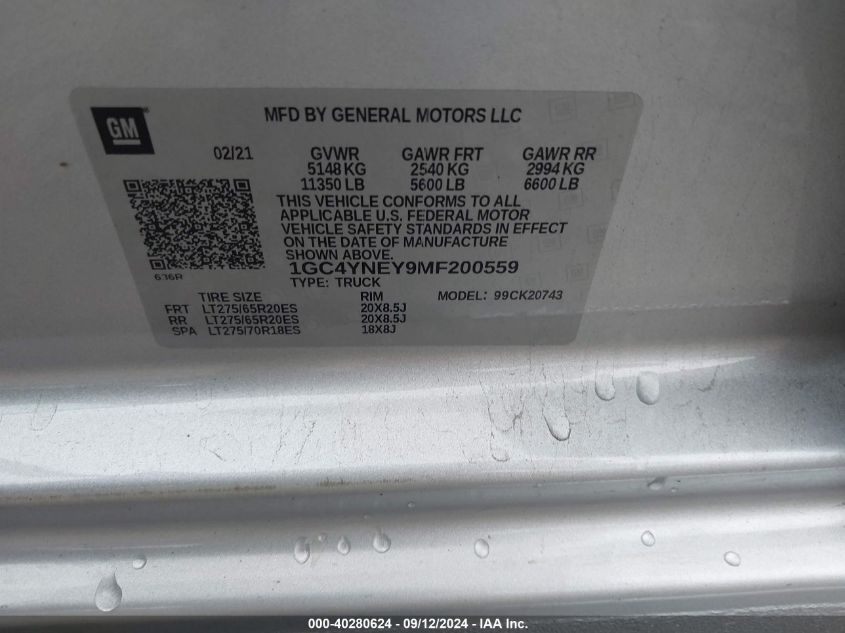 GM
MFD BY GENERAL MOTORS LLC
02/21 GVWR GAWR FRT GAWR RR
5148 KG 2540 KG 2994 KG
11350 LB 5600 LB 6600 LB
THIS VEHICLE CONFORMS TO ALL
APPLICABLE U.S. FEDERAL MOTOR
VEHICLE SAFETY STANDARDS IN EFFECT
ON THE DATE OF MANUFACTURE
SHOWN ABOVE.
636R
1GC4YNEY9MF200559
TYPE: TRUCK
TIRE SIZE RIM MODEL: 99CK20743
FRT LT275/65R20ES 20X8.5J
RR LT275/65R20ES 20X8.5J
SPA LT275/70R18ES 18X8J
000-40280624 - 09/12/2024 - IAA Inc.